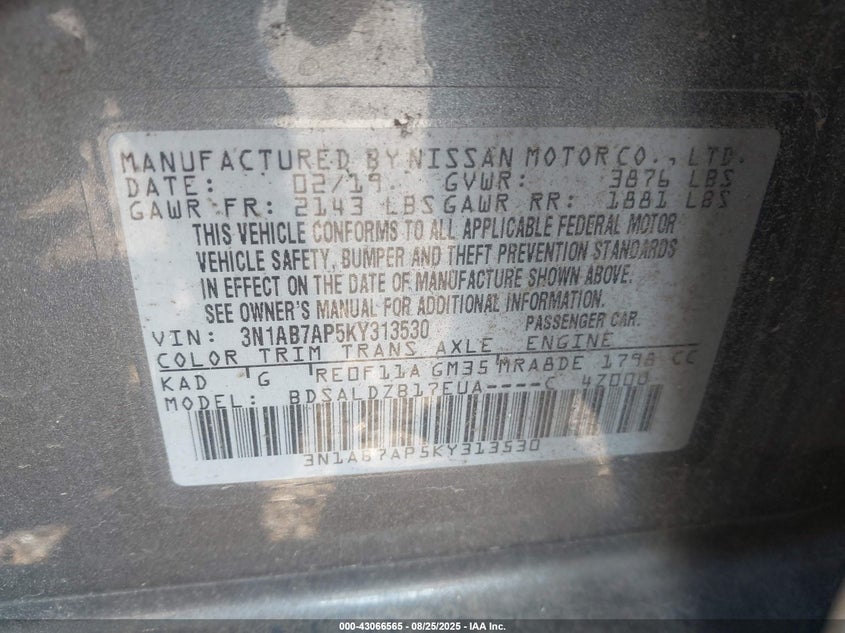 MANUFACTURED BY NISSAN MOTOR CO., LTD.
DATE: 02/19 GVWR: 3876 LBS
GAWR FR: 2143 LBS GAWR RR: 1881 LBS
THIS VEHICLE CONFORMS TO ALL APPLICABLE FEDERAL MOTOR
VEHICLE SAFETY, BUMPER AND THEFT PREVENTION STANDARDS
IN EFFECT ON THE DATE OF MANUFACTURE SHOWN ABOVE.
SEE OWNER'S MANUAL FOR ADDITIONAL INFORMATION.
VIN: 3N1AB7AP5KY313530 PASSENGER CAR.
COLOR TRIM TRANS AXLE ENGINE
KAD G RE0F11A GM35 MRA8DE 1798 CC
MODEL: BDSALDZB17EUA----C 4Z008
3N1AB7AP5KY313530
000-43066565 | 08/25/2025 - IAA Inc.